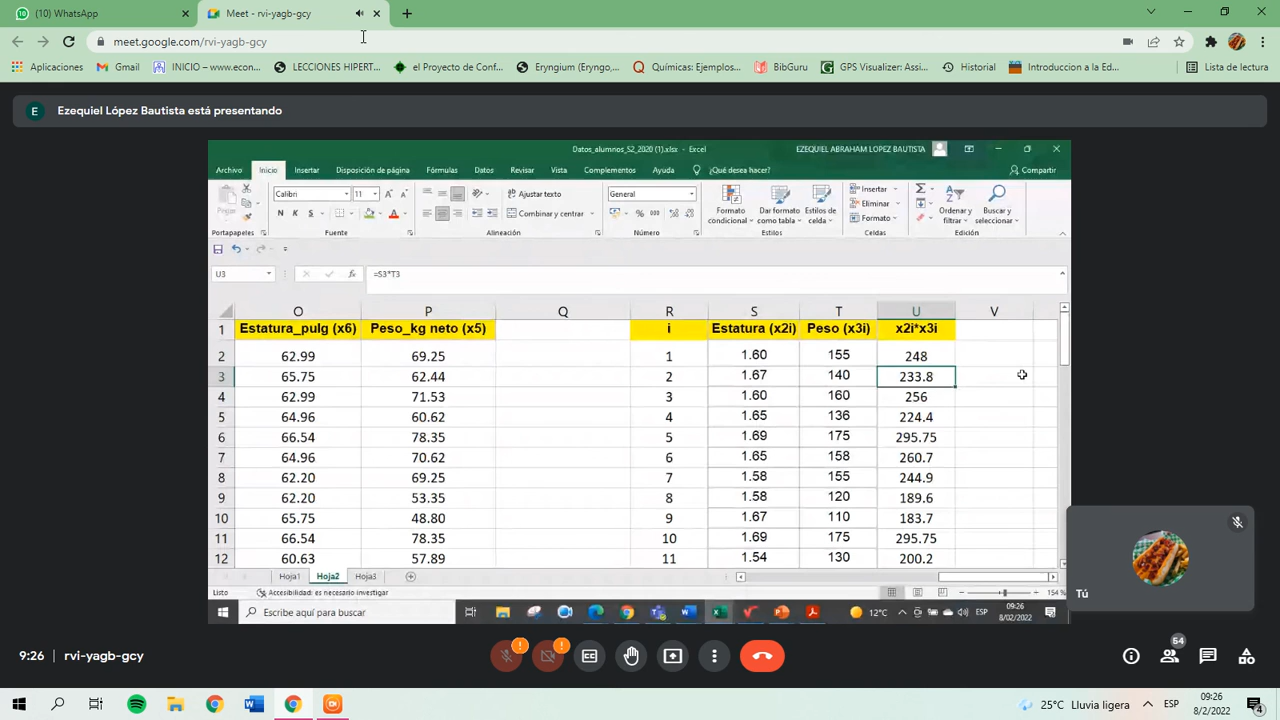 (10) WhatsApp
Meet - rvi-yagb-gcy
meet.google.com/rvi-yagb-gcy
Aplicaciones
Gmail
INICIO – www.econ...
LECCIONES HIPERT...
el Proyecto de Conf...
Eryngium (Eryngo,...
Químicas: Ejemplos...
BibGuru
GPS Visualizer: Assi...
Historial
Introduccion a la Ed...
Lista de lectura
E
Ezequiel López Bautista está presentando
Datos_alumnos_S2_2020 (1).xlsx - Excel
EZEQUIEL ABRAHAM LOPEZ BAUTISTA
Archivo Inicio Insertar Disposición de página Fórmulas Datos Revisar Vista Complementos Ayuda ¿Qué desea hacer? Compartir
Pegar
Calibri 11
N K S
Ajustar texto
Combinar y centrar
General
% 000
Formato condicional
Dar formato como tabla
Estilos de celda
Insertar
Eliminar
Formato
Ordenar y filtrar
Buscar y seleccionar
Portapapeles Fuente Alineación Número Estilos Celdas Edición
U3 fx =S3*T3
O P Q R S T U V
1 Estatura_pulg (x6) Peso_kg neto (x5) i Estatura (x2i) Peso (x3i) x2i*x3i
2 62.99 69.25 1 1.60 155 248
3 65.75 62.44 2 1.67 140 233.8
4 62.99 71.53 3 1.60 160 256
5 64.96 60.62 4 1.65 136 224.4
6 66.54 78.35 5 1.69 175 295.75
7 64.96 70.62 6 1.65 158 260.7
8 62.20 69.25 7 1.58 155 244.9
9 62.20 53.35 8 1.58 120 189.6
10 65.75 48.80 9 1.67 110 183.7
11 66.54 78.35 10 1.69 175 295.75
12 60.63 57.89 11 1.54 130 200.2
Hoja1 Hoja2 Hoja3
Listo
Accesibilidad: es necesario investigar
154 %
Escribe aquí para buscar
12°C
ESP
09:26
8/02/2022
Tú
9:26
rvi-yagb-gcy
64
25°C Lluvia ligera
ESP
09:26
8/2/2022
4